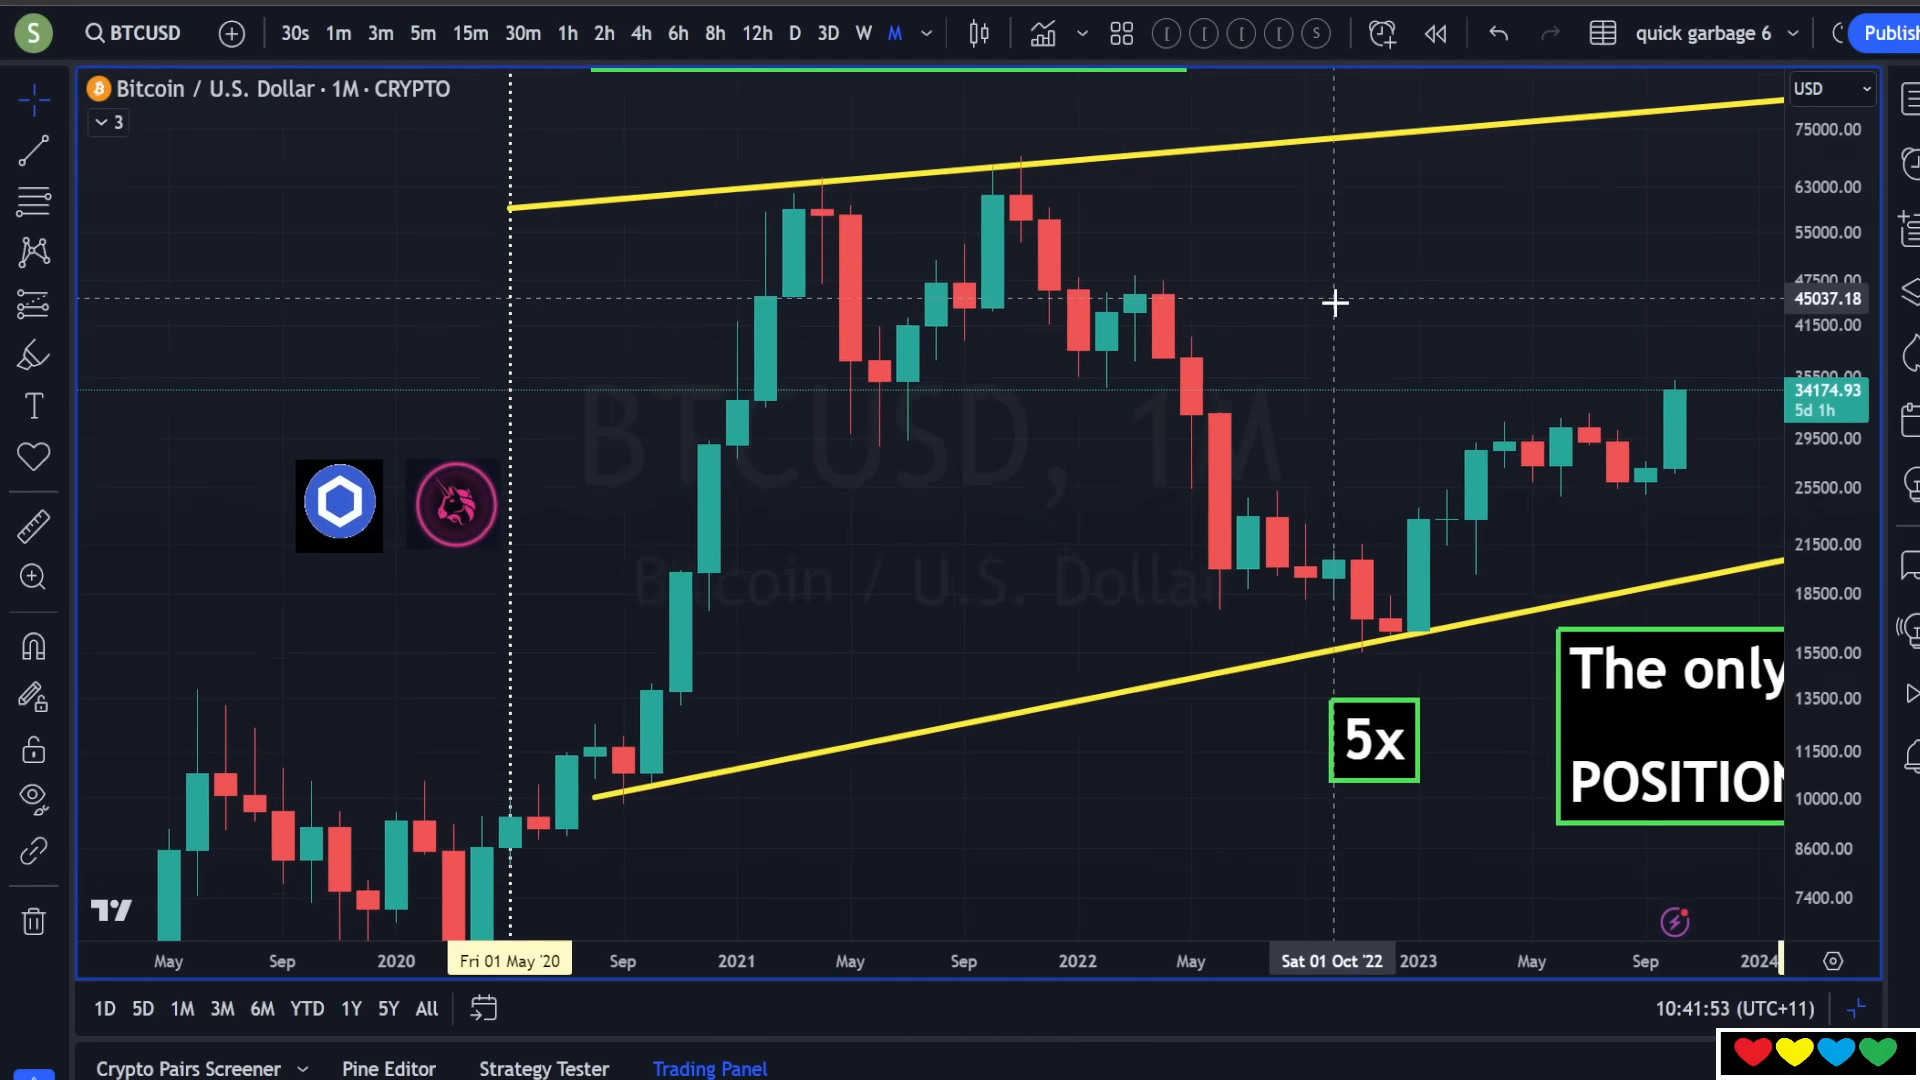 S BTCUSD 30s 1m 3m 5m 15m 30m 1h 2h 4h 6h 8h 12h D 3D W M [ [ [ [ S quick garbage 6 Publish
Bitcoin / U.S. Dollar · 1M · CRYPTO
3
USD
75000.00
63000.00
55000.00
47500.00
45037.18
41500.00
35500.00
34174.93
5d 1h
29500.00
25500.00
21500.00
18500.00
15500.00
13500.00
11500.00
10000.00
8600.00
7400.00
BTCUSD, 1M
Bitcoin / U.S. Dollar
The only
POSITION
5x
May Sep 2020 Fri 01 May '20 Sep 2021 May Sep 2022 May Sat 01 Oct '22 2023 May Sep 2024
1D 5D 1M 3M 6M YTD 1Y 5Y All 10:41:53 (UTC+11)
Crypto Pairs Screener Pine Editor Strategy Tester Trading Panel